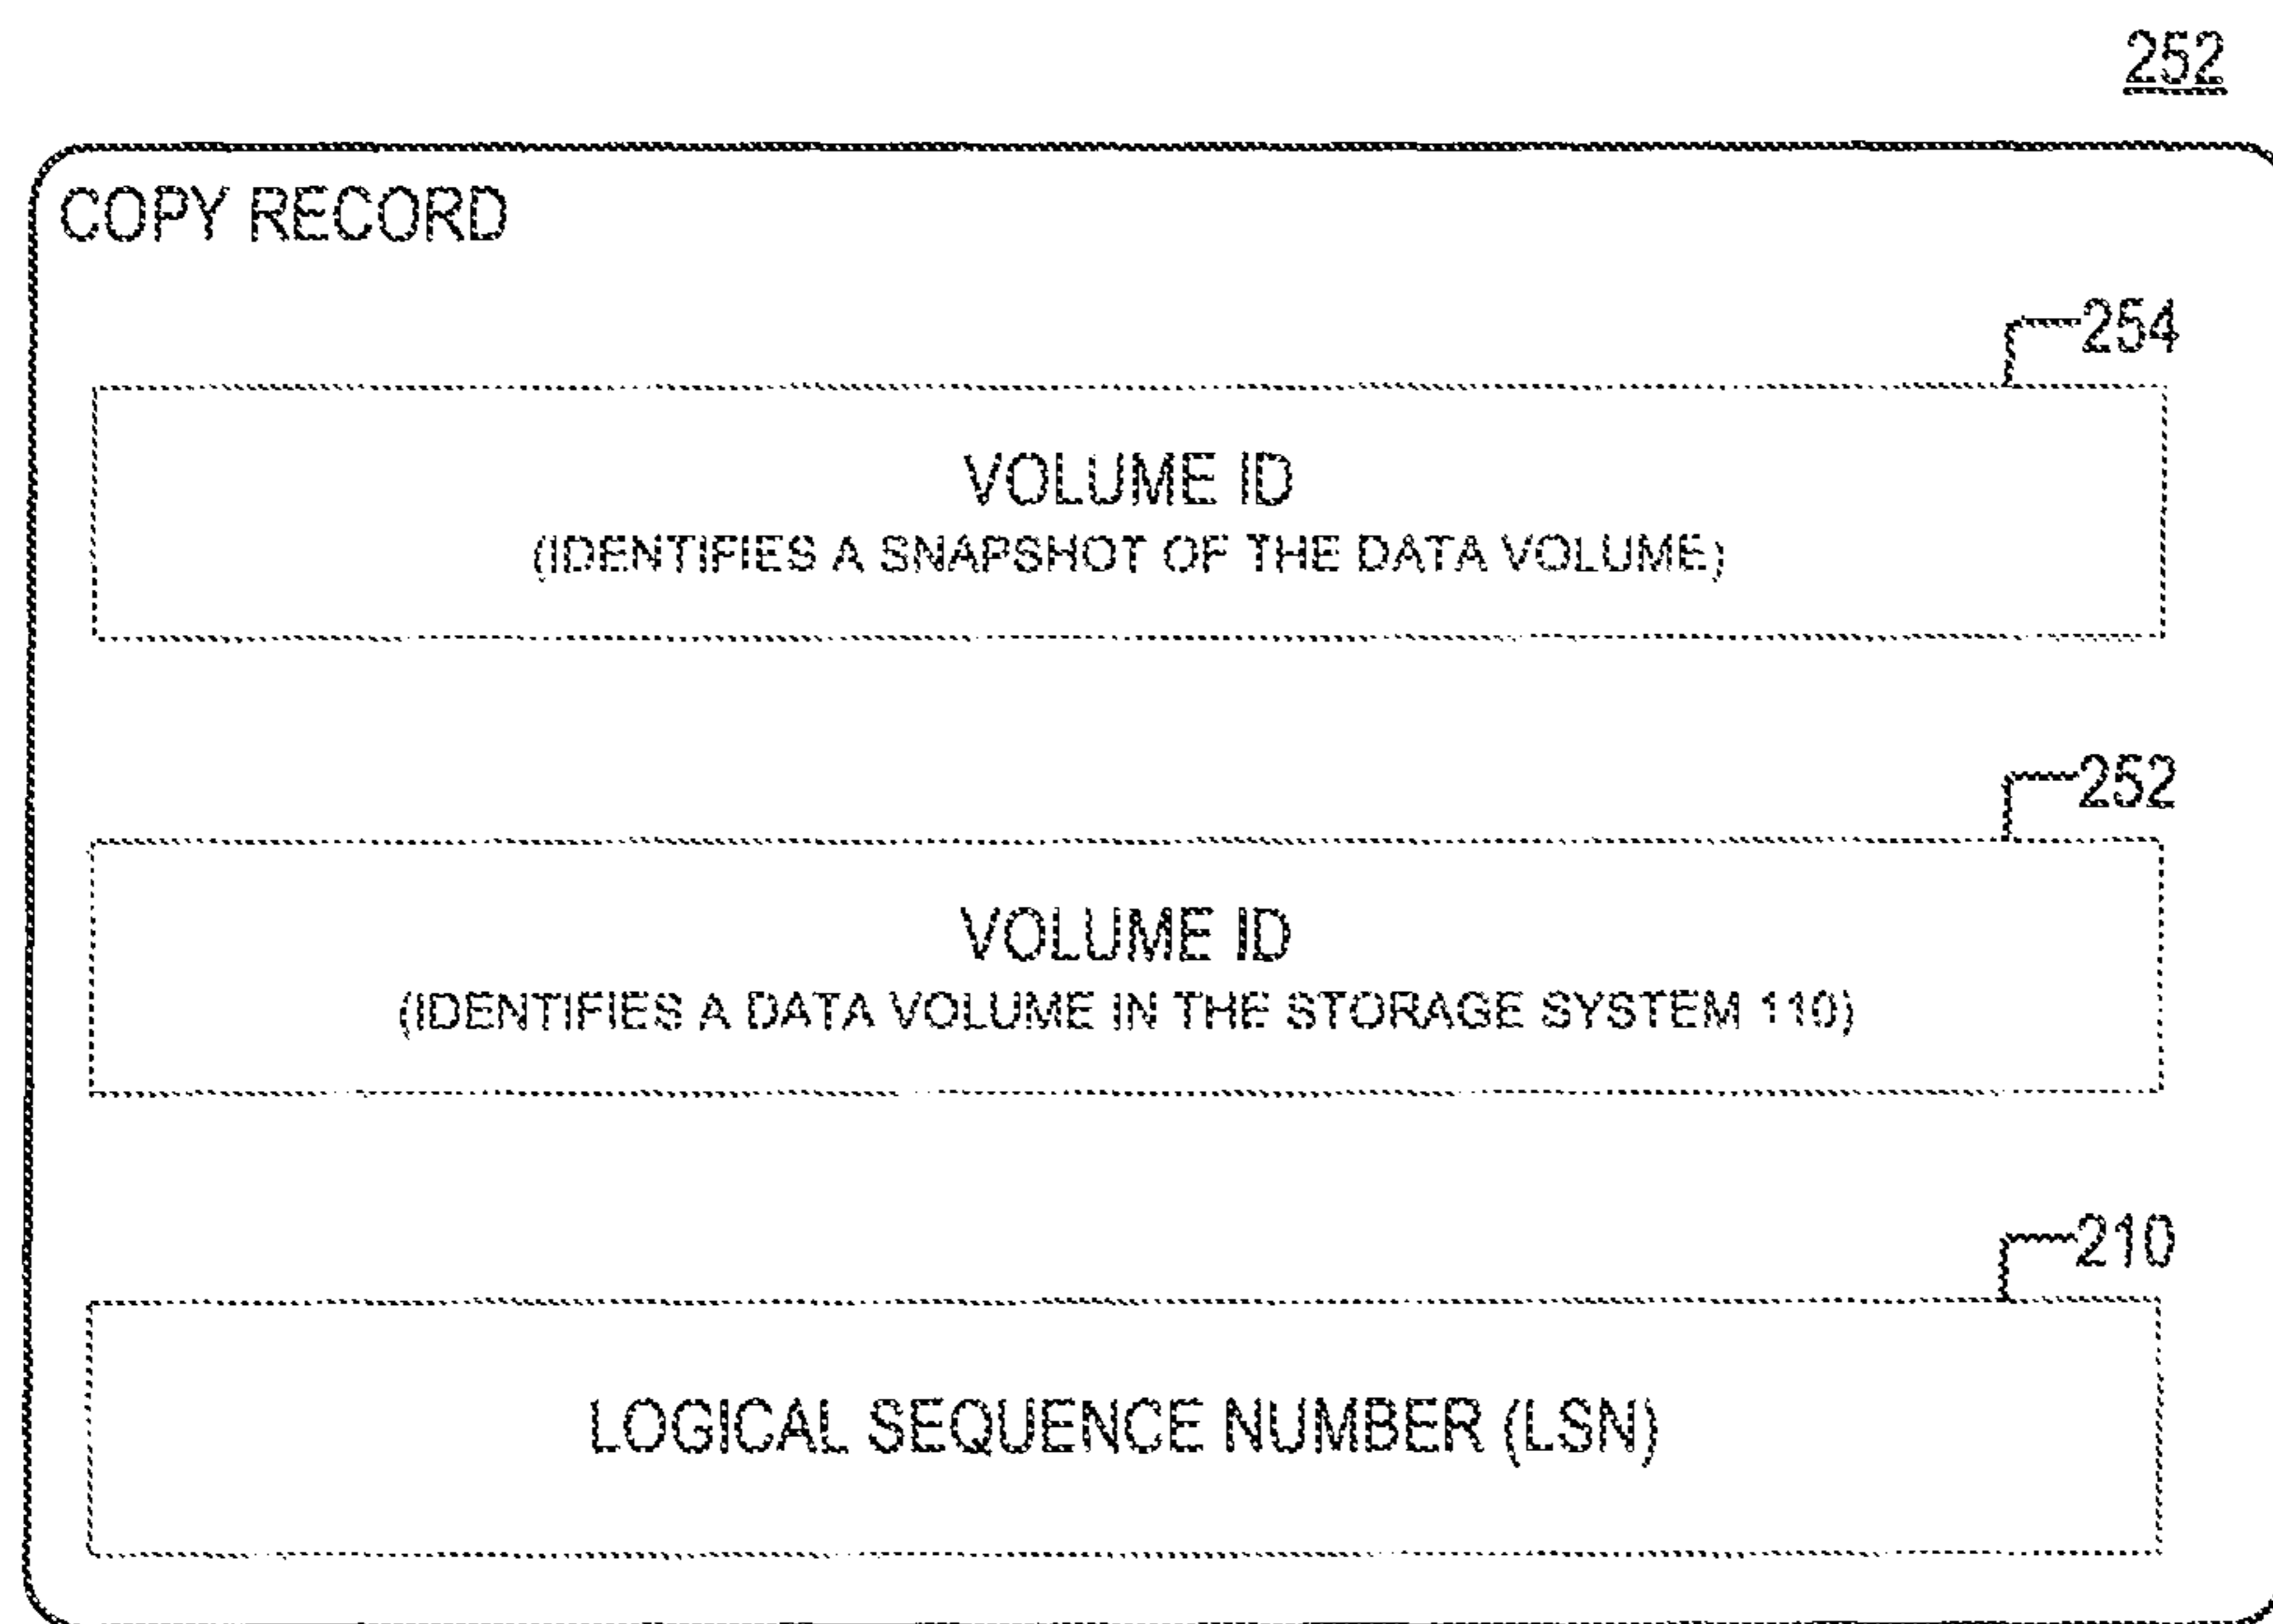 252
COPY RECORD
254
VOLUME ID
(IDENTIFIES A SNAPSHOT OF THE DATA VOLUME)
252
VOLUME ID
(IDENTIFIES A DATA VOLUME IN THE STORAGE SYSTEM 110)
210
LOGICAL SEQUENCE NUMBER (LSN)